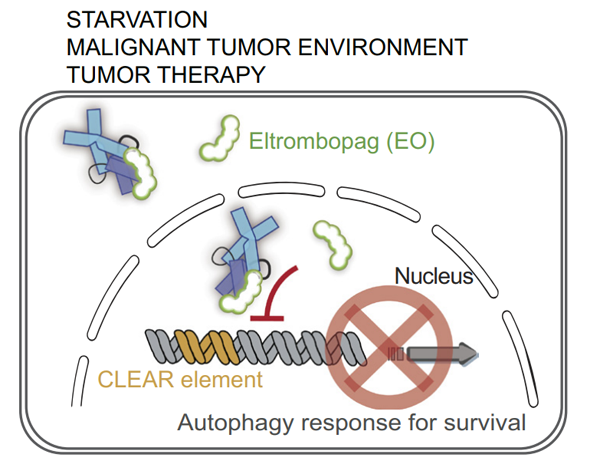 STARVATION
MALIGNANT TUMOR ENVIRONMENT
TUMOR THERAPY
Eltrombopag (EO)
Nucleus
CLEAR element
Autophagy response for survival